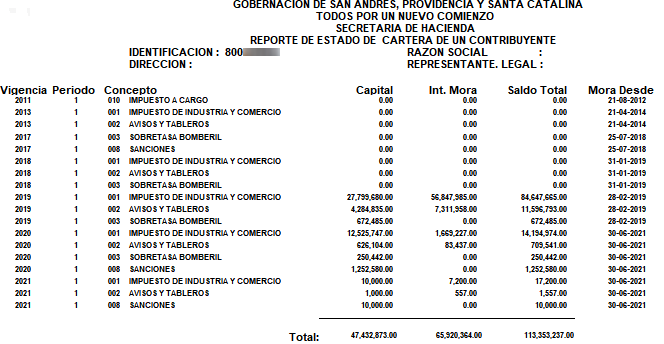 GOBERNACION DE SAN ANDRES, PROVIDENCIA Y SANTA CATALINA
TODOS POR UN NUEVO COMIENZO
SECRETARIA DE HACIENDA
REPORTE DE ESTADO DE CARTERA DE UN CONTRIBUYENTE
IDENTIFICACION : 800 RAZON SOCIAL :
DIRECCION : REPRESENTANTE. LEGAL :
Vigencia Periodo Concepto Capital Int. Mora Saldo Total Mora Desde
2011 1 010 IMPUESTO A CARGO 0.00 0.00 0.00 21-08-2012
2013 1 001 IMPUESTO DE INDUSTRIA Y COMERCIO 0.00 0.00 0.00 21-04-2014
2013 1 002 AVISOS Y TABLEROS 0.00 0.00 0.00 21-04-2014
2017 1 003 SOBRETASA BOMBERIL 0.00 0.00 0.00 25-07-2018
2017 1 008 SANCIONES 0.00 0.00 0.00 25-07-2018
2018 1 001 IMPUESTO DE INDUSTRIA Y COMERCIO 0.00 0.00 0.00 31-01-2019
2018 1 002 AVISOS Y TABLEROS 0.00 0.00 0.00 31-01-2019
2018 1 003 SOBRETASA BOMBERIL 0.00 0.00 0.00 31-01-2019
2019 1 001 IMPUESTO DE INDUSTRIA Y COMERCIO 27,799,680.00 56,847,985.00 84,647,665.00 28-02-2019
2019 1 002 AVISOS Y TABLEROS 4,284,835.00 7,311,958.00 11,596,793.00 28-02-2019
2019 1 003 SOBRETASA BOMBERIL 672,485.00 0.00 672,485.00 28-02-2019
2020 1 001 IMPUESTO DE INDUSTRIA Y COMERCIO 12,525,747.00 1,669,227.00 14,194,974.00 30-06-2021
2020 1 002 AVISOS Y TABLEROS 626,104.00 83,437.00 709,541.00 30-06-2021
2020 1 003 SOBRETASA BOMBERIL 250,442.00 0.00 250,442.00 30-06-2021
2020 1 008 SANCIONES 1,252,580.00 0.00 1,252,580.00 30-06-2021
2021 1 001 IMPUESTO DE INDUSTRIA Y COMERCIO 10,000.00 7,200.00 17,200.00 30-06-2021
2021 1 002 AVISOS Y TABLEROS 1,000.00 557.00 1,557.00 30-06-2021
2021 1 008 SANCIONES 10,000.00 0.00 10,000.00 30-06-2021
Total: 47,432,873.00 65,920,364.00 113,353,237.00